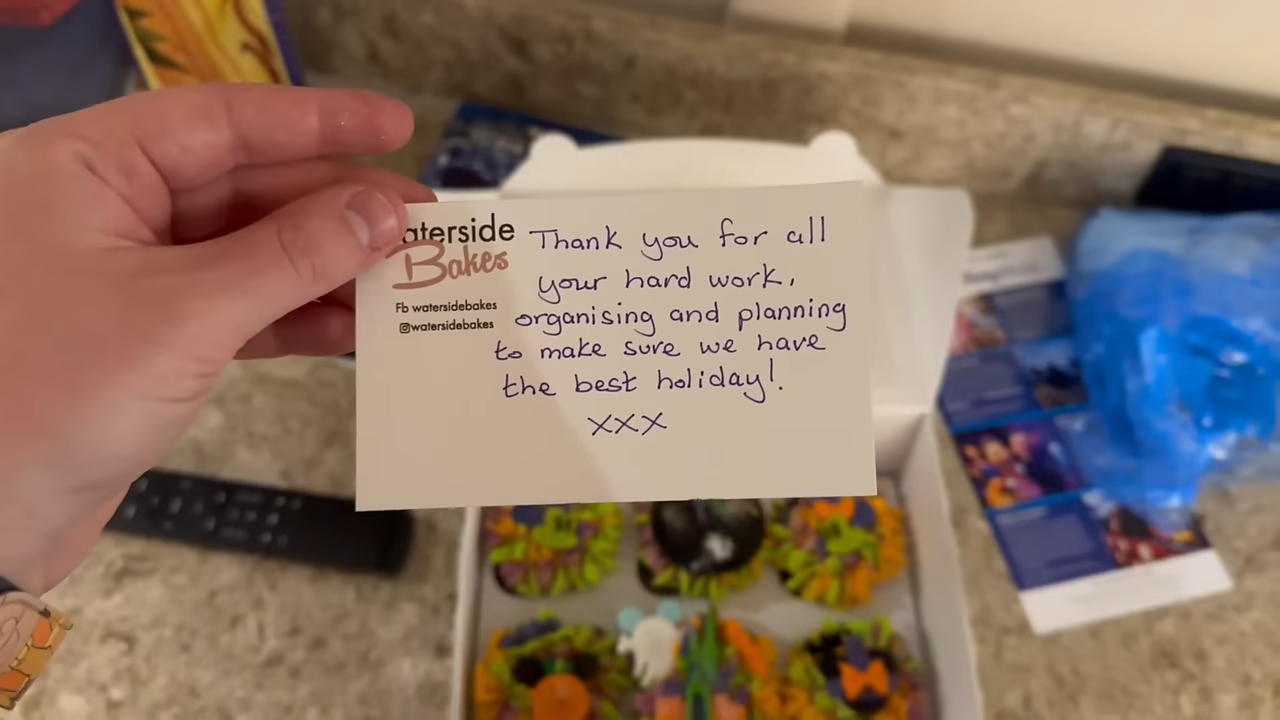 aterside
Bakes
Fb watersidebakes
watersidebakes
Thank you for all
your hard work,
organising and planning
to make sure we have
the best holiday!.
xxx